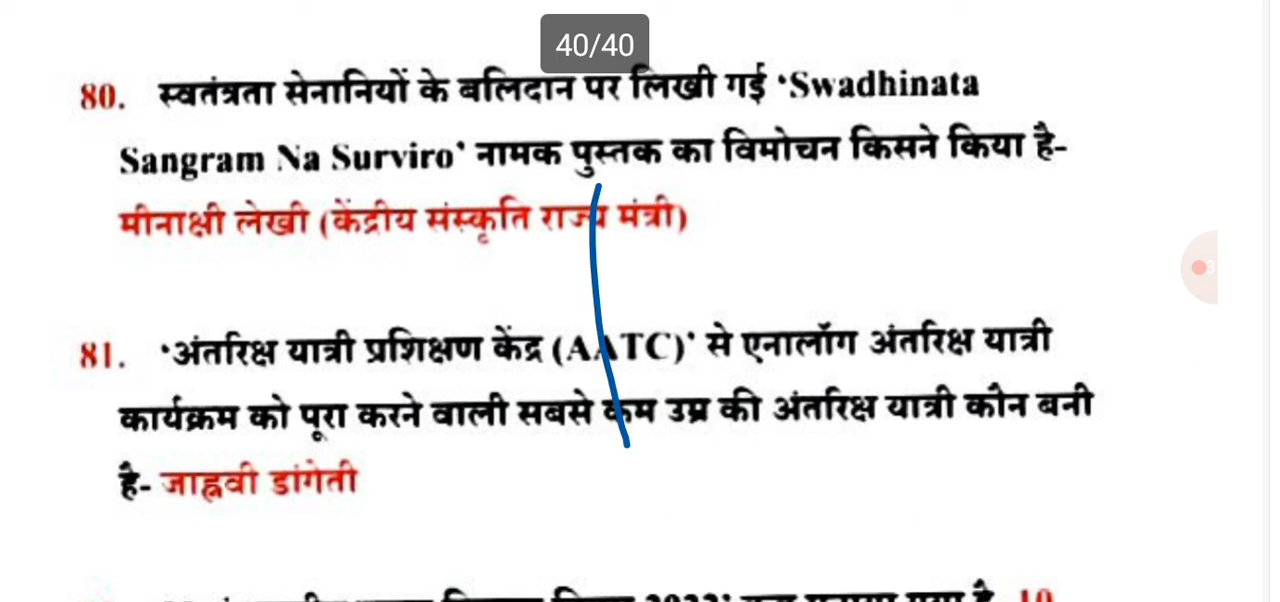 40/40
80. स्वतंत्रता सेनानियों के बलिदान पर लिखी गई 'Swadhinata
Sangram Na Surviro' नामक पुस्तक का विमोचन किसने किया है-
मीनाक्षी लेखी (केंद्रीय संस्कृति राज्य मंत्री)
81. 'अंतरिक्ष यात्री प्रशिक्षण केंद्र (AATC)' से एनालॉग अंतरिक्ष यात्री
कार्यक्रम को पूरा करने वाली सबसे कम उम्र की अंतरिक्ष यात्री कौन बनी
है- जाह्नवी डांगेती